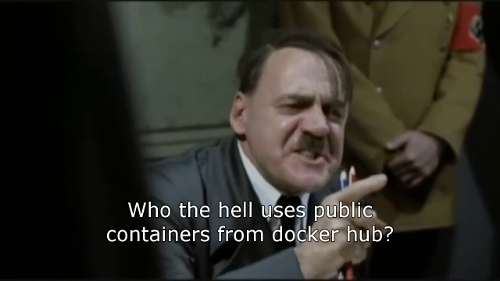 Who the hell uses public
containers from docker hub?